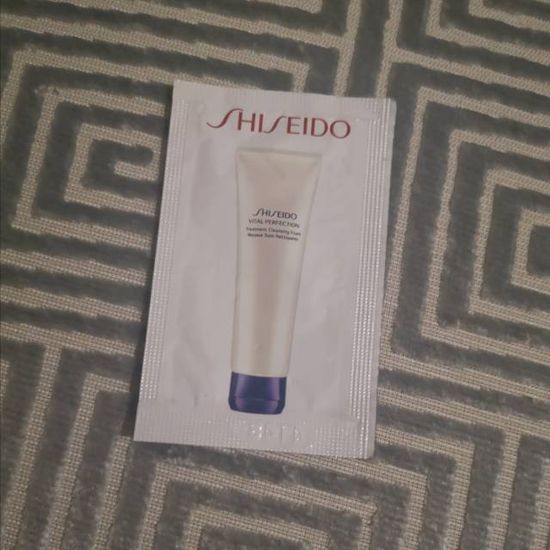 SHISEIDO
SHISEIDO
VITAL-PERFECTION
Treatment Cleansing Foam
Mousse Soin Nettoyante